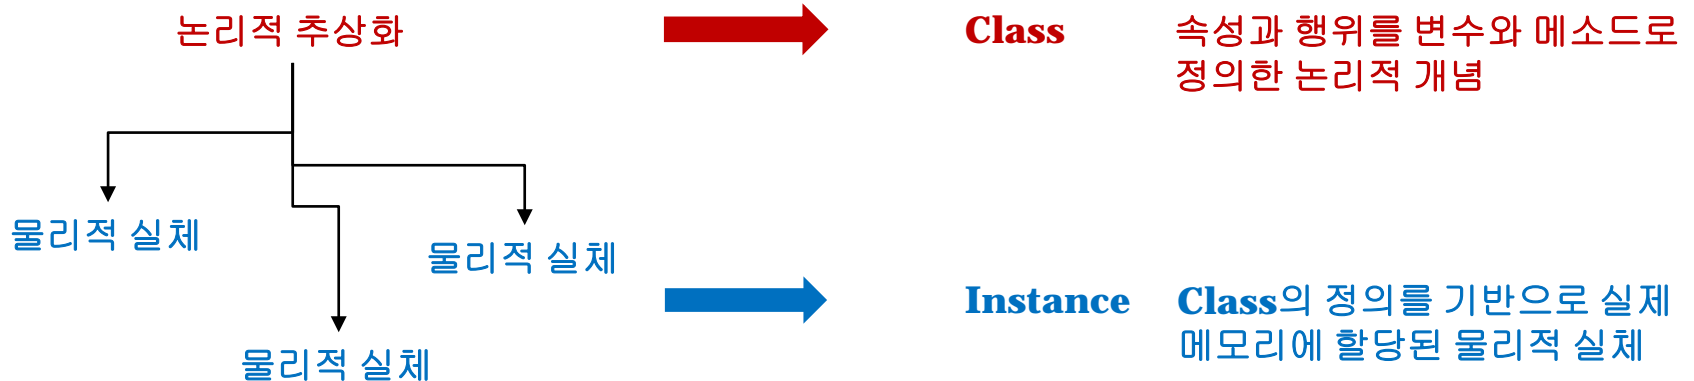 논리적 추상화
Class
속성과 행위를 변수와 메소드로
정의한 논리적 개념
물리적 실체
물리적 실체
물리적 실체
Instance
Class의 정의를 기반으로 실제
메모리에 할당된 물리적 실체